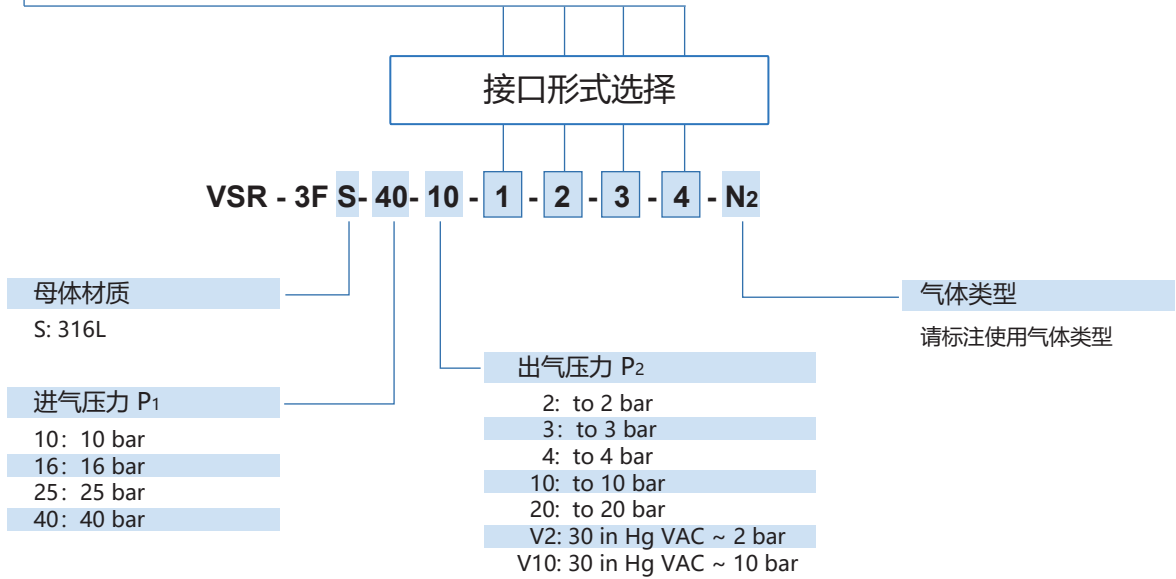 接口形式选择
VSR - 3F S- 40- 10 - 1 - 2 - 3 - 4 - N2
母体材质
S: 316L
进气压力 P1
10：10 bar
16：16 bar
25：25 bar
40：40 bar
出气压力 P2
2: to 2 bar
3: to 3 bar
4: to 4 bar
10: to 10 bar
20: to 20 bar
V2: 30 in Hg VAC ~ 2 bar
V10: 30 in Hg VAC ~ 10 bar
气体类型
请标注使用气体类型